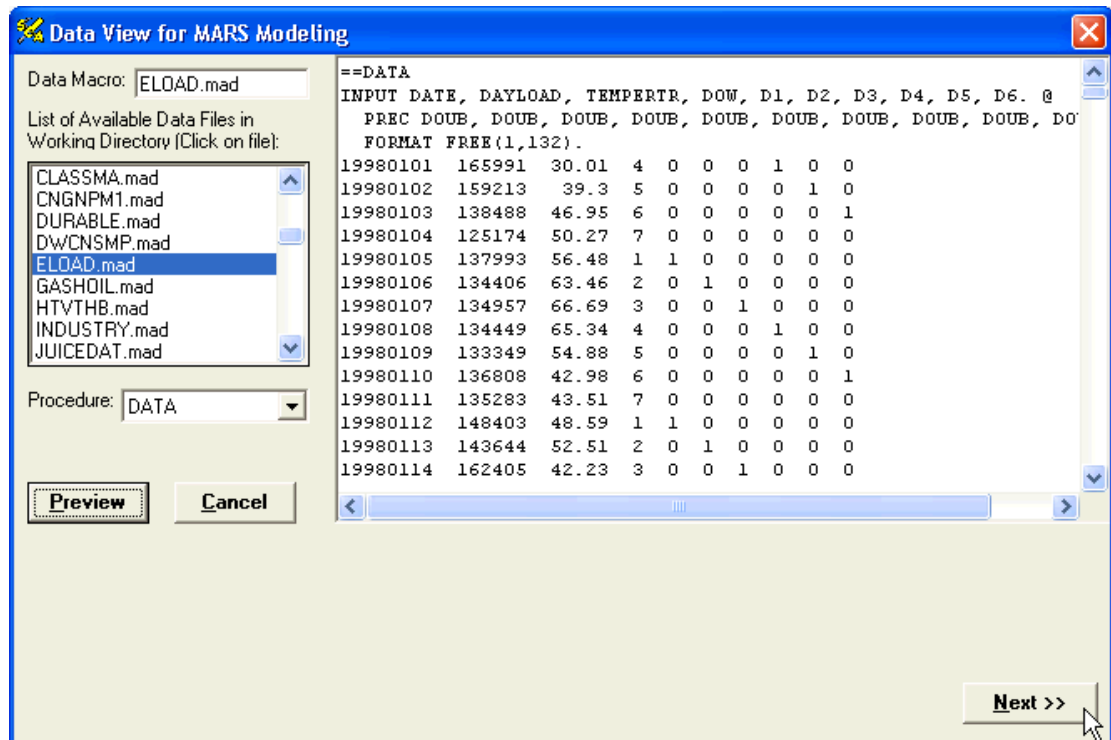 Data View for MARS Modeling
Data Macro: ELOAD.mad
List of Available Data Files in
Working Directory (Click on file):
CLASSMA.mad
CNGNPM1.mad
DURABLE.mad
DWCNSMP.mad
ELOAD.mad
GASHOIL.mad
HTVTHB.mad
INDUSTRY.mad
JUICEDAT.mad
Procedure: DATA
Preview Cancel
==DATA
INPUT DATE, DAYLOAD, TEMPERTR, DOW, D1, D2, D3, D4, D5, D6. @
PREC DOUB, DOUB, DOUB, DOUB, DOUB, DOUB, DOUB, DOUB, DOUB, DO
FORMAT FREE(1,132).
19980101 165991 30.01 4 0 0 0 1 0 0
19980102 159213 39.3 5 0 0 0 0 1 0
19980103 138488 46.95 6 0 0 0 0 0 1
19980104 125174 50.27 7 0 0 0 0 0 0
19980105 137993 56.48 1 1 0 0 0 0 0
19980106 134406 63.46 2 0 1 0 0 0 0
19980107 134957 66.69 3 0 0 1 0 0 0
19980108 134449 65.34 4 0 0 0 1 0 0
19980109 133349 54.88 5 0 0 0 0 1 0
19980110 136808 42.98 6 0 0 0 0 0 1
19980111 135283 43.51 7 0 0 0 0 0 0
19980112 148403 48.59 1 1 0 0 0 0 0
19980113 143644 52.51 2 0 1 0 0 0 0
19980114 162405 42.23 3 0 0 1 0 0 0
Next >>